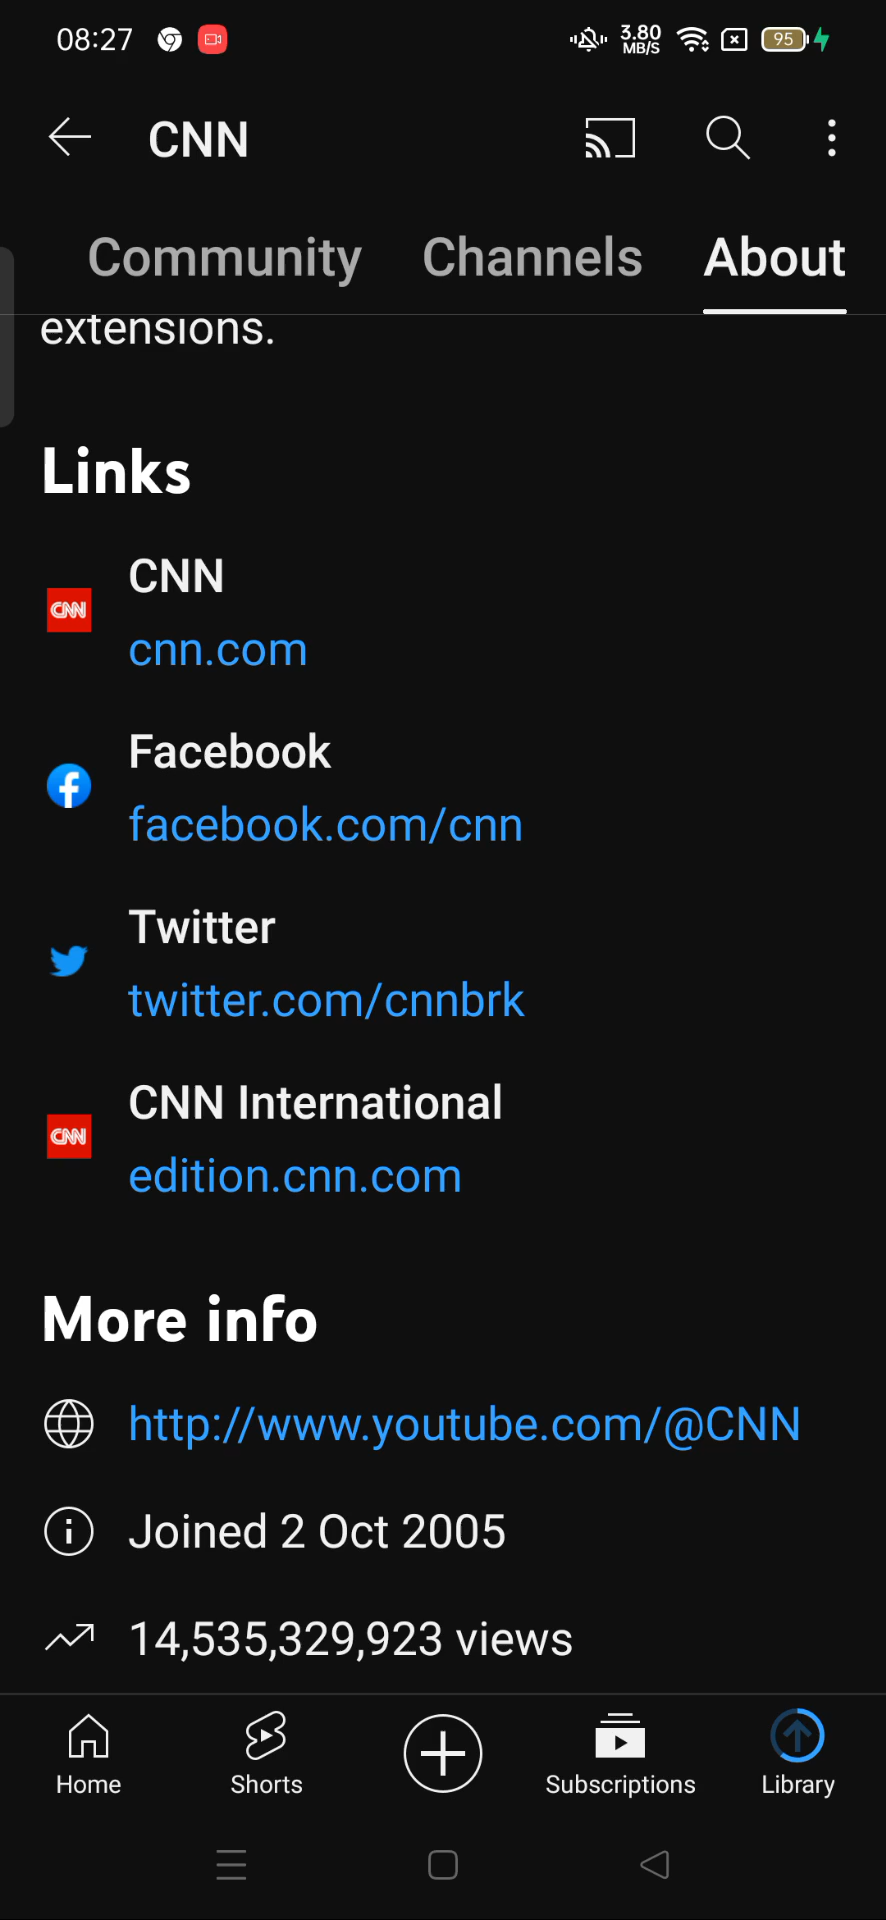 08:27
3.80
MB/S
95
CNN
Community Channels About
extensions.
Links
CNN
CNN
cnn.com
Facebook
facebook.com/cnn
Twitter
twitter.com/cnnbrk
CNN International
CNN
edition.cnn.com
More info
http://www.youtube.com/@CNN
Joined 2 Oct 2005
14,535,329,923 views
Home Shorts Subscriptions Library